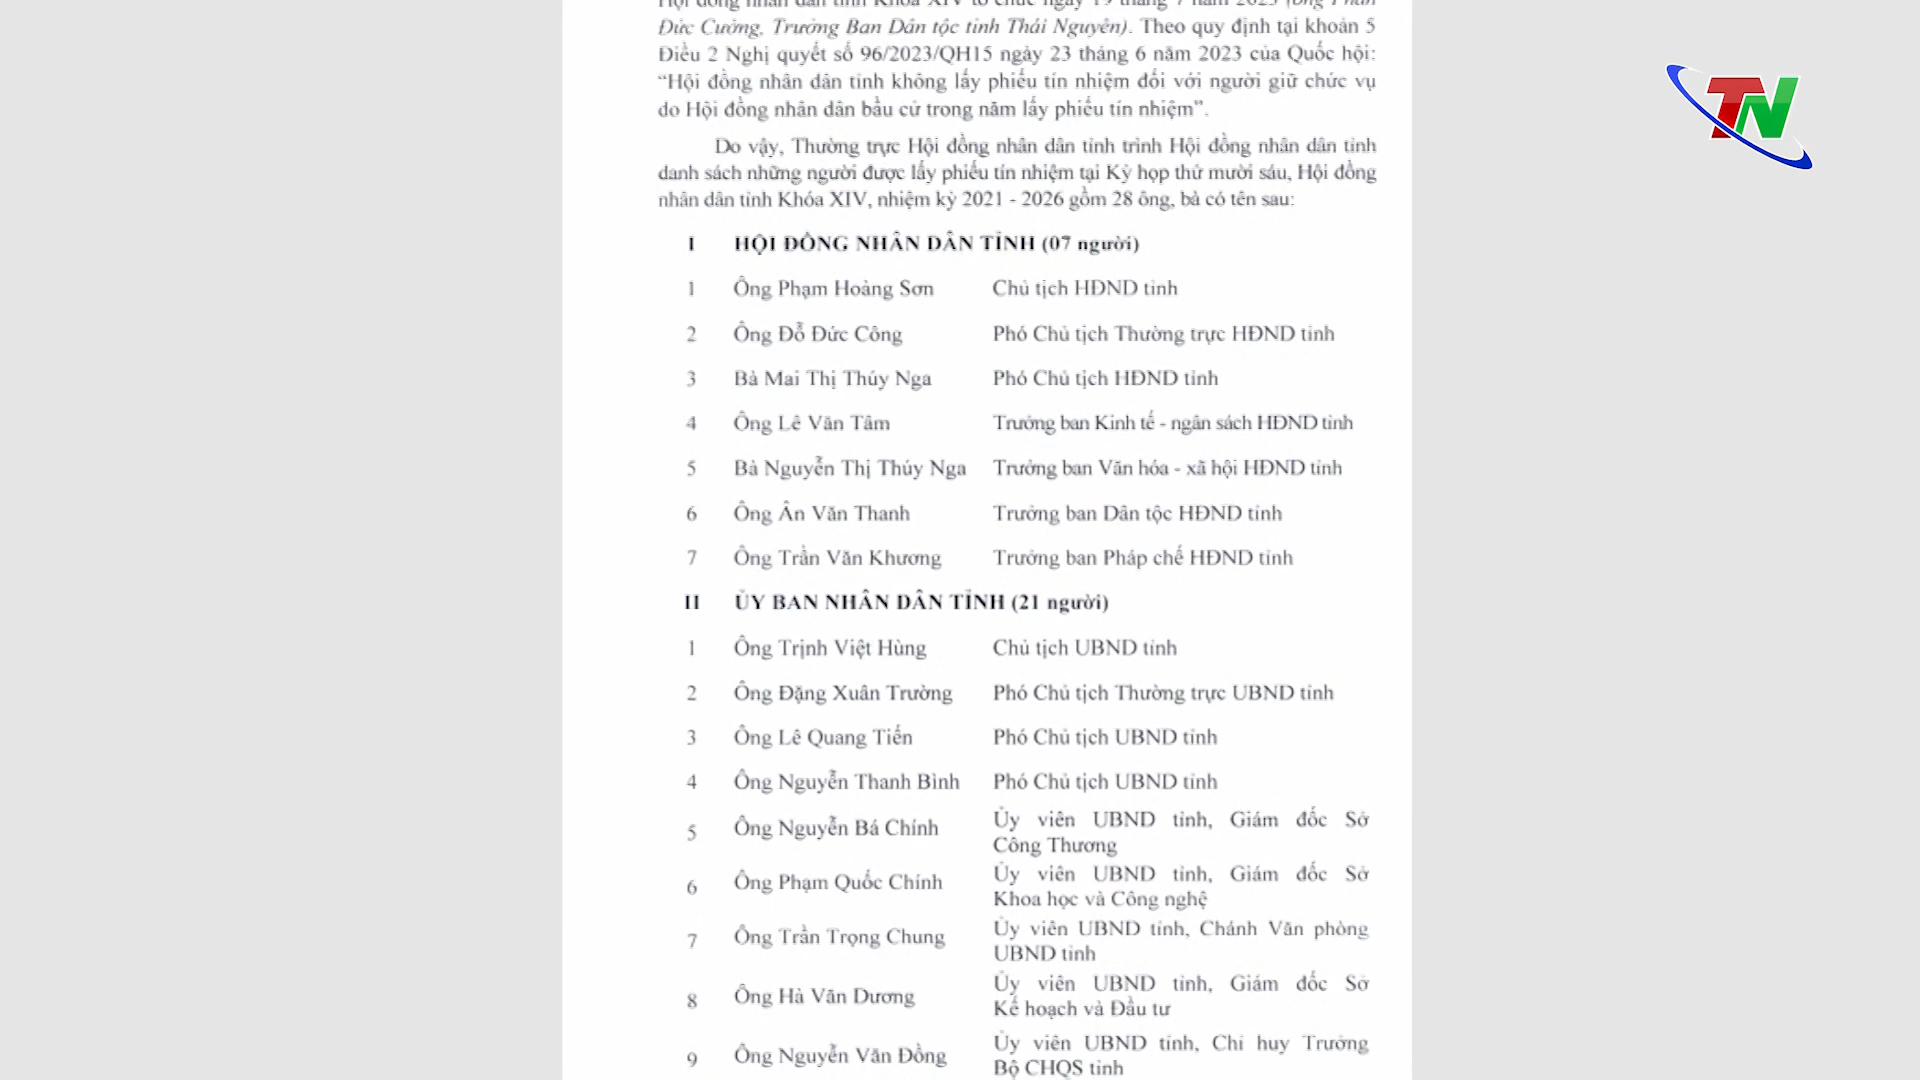 Hội đồng nhân dân tỉnh Khóa XIV tổ chức ngày 19 tháng 7 năm 2023 (ông Phan
Đức Cường, Trưởng Ban Dân tộc tỉnh Thái Nguyên). Theo quy định tại khoản 5
Điều 2 Nghị quyết số 96/2023/QH15 ngày 23 tháng 6 năm 2023 của Quốc hội:
“Hội đồng nhân dân tỉnh không lấy phiếu tín nhiệm đối với người giữ chức vụ
do Hội đồng nhân dân bầu cử trong năm lấy phiếu tín nhiệm”.
Do vậy, Thường trực Hội đồng nhân dân tỉnh trình Hội đồng nhân dân tỉnh
danh sách những người được lấy phiếu tín nhiệm tại Kỳ họp thứ mười sáu, Hội đồng
nhân dân tỉnh Khóa XIV, nhiệm kỳ 2021 - 2026 gồm 28 ông, bà có tên sau:
I HỘI ĐỒNG NHÂN DÂN TỈNH (07 người)
1 Ông Phạm Hoàng Sơn Chủ tịch HĐND tỉnh
2 Ông Đỗ Đức Công Phó Chủ tịch Thường trực HĐND tỉnh
3 Bà Mai Thị Thúy Nga Phó Chủ tịch HĐND tỉnh
4 Ông Lê Văn Tâm Trưởng ban Kinh tế - ngân sách HĐND tỉnh
5 Bà Nguyễn Thị Thúy Nga Trưởng ban Văn hóa - xã hội HĐND tỉnh
6 Ông Ân Văn Thanh Trưởng ban Dân tộc HĐND tỉnh
7 Ông Trần Văn Khương Trưởng ban Pháp chế HĐND tỉnh
II ỦY BAN NHÂN DÂN TỈNH (21 người)
1 Ông Trịnh Việt Hùng Chủ tịch UBND tỉnh
2 Ông Đặng Xuân Trường Phó Chủ tịch Thường trực UBND tỉnh
3 Ông Lê Quang Tiến Phó Chủ tịch UBND tỉnh
4 Ông Nguyễn Thanh Bình Phó Chủ tịch UBND tỉnh
5 Ông Nguyễn Bá Chính Ủy viên UBND tỉnh, Giám đốc Sở
Công Thương
6 Ông Phạm Quốc Chính Ủy viên UBND tỉnh, Giám đốc Sở
Khoa học và Công nghệ
7 Ông Trần Trọng Chung Ủy viên UBND tỉnh, Chánh Văn phòng
UBND tỉnh
8 Ông Hà Văn Dương Ủy viên UBND tỉnh, Giám đốc Sở
Kế hoạch và Đầu tư
9 Ông Nguyễn Văn Đồng Ủy viên UBND tỉnh, Chỉ huy Trưởng
Bộ CHQS tỉnh
TN